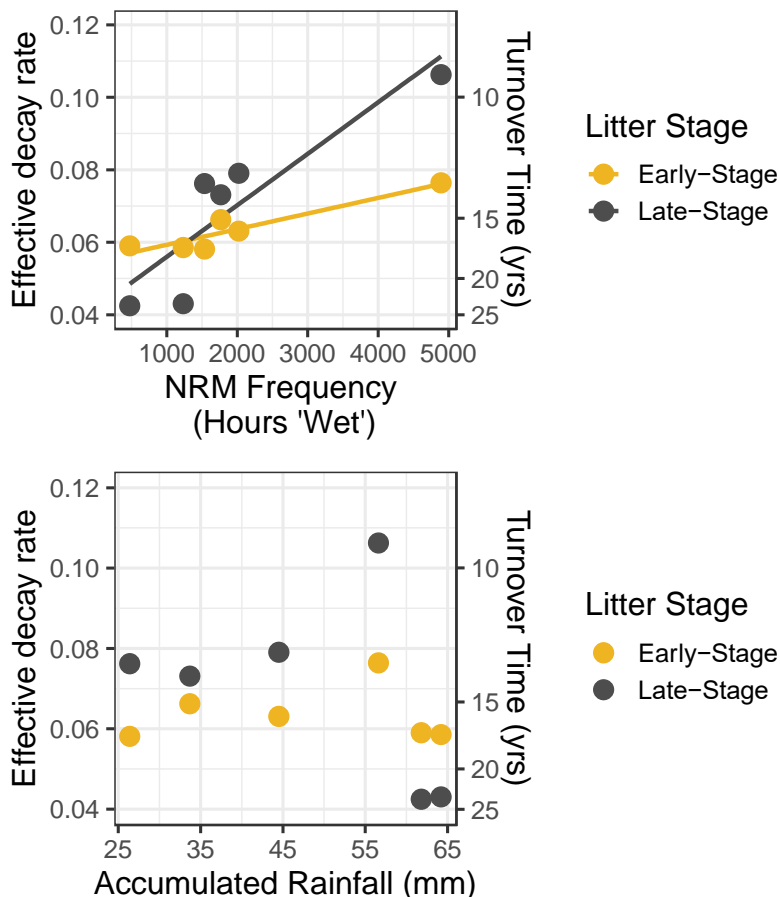 0.12
0.10
0.08
0.06
0.04
Effective decay rate
10
15
20
25
Turnover Time (yrs)
1000 2000 3000 4000 5000
NRM Frequency
(Hours 'Wet')
Litter Stage
Early−Stage
Late−Stage
0.12
0.10
0.08
0.06
0.04
Effective decay rate
10
15
20
25
Turnover Time (yrs)
25 35 45 55 65
Accumulated Rainfall (mm)
Litter Stage
Early−Stage
Late−Stage